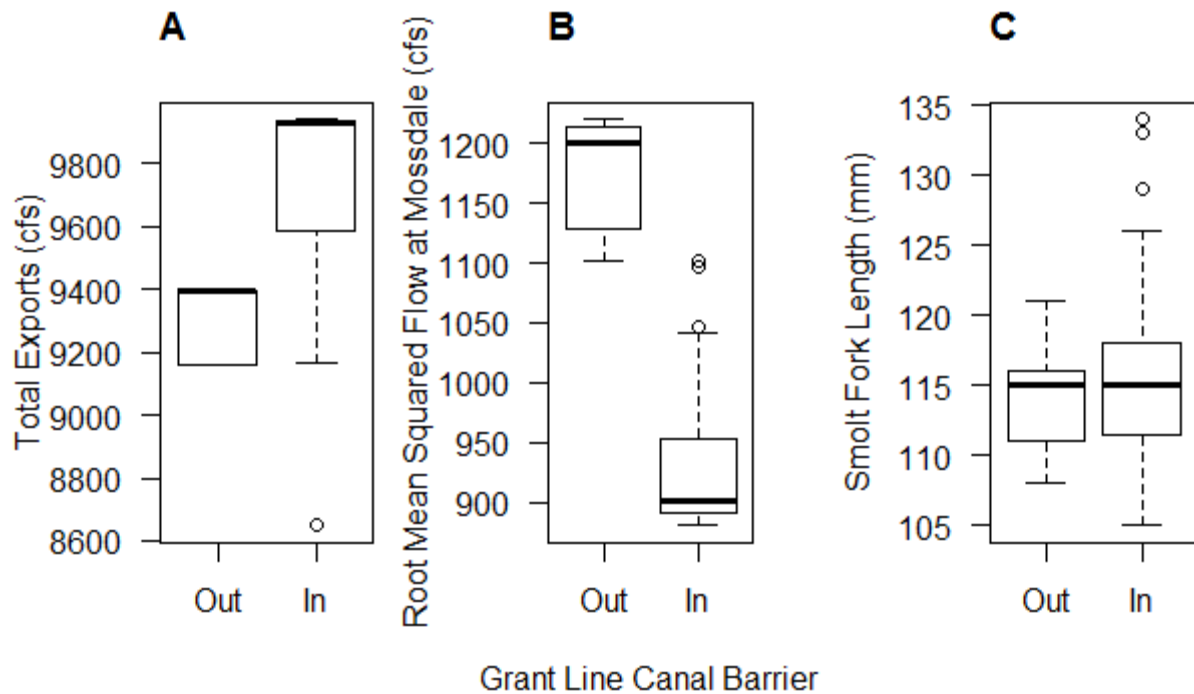 A
B
C
Total Exports (cfs)
9800
9600
9400
9200
9000
8800
8600
Out
In
Root Mean Squared Flow at Mossdale (cfs)
1200
1150
1100
1050
1000
950
900
Out
In
Smolt Fork Length (mm)
135
130
125
120
115
110
105
Out
In
Grant Line Canal Barrier